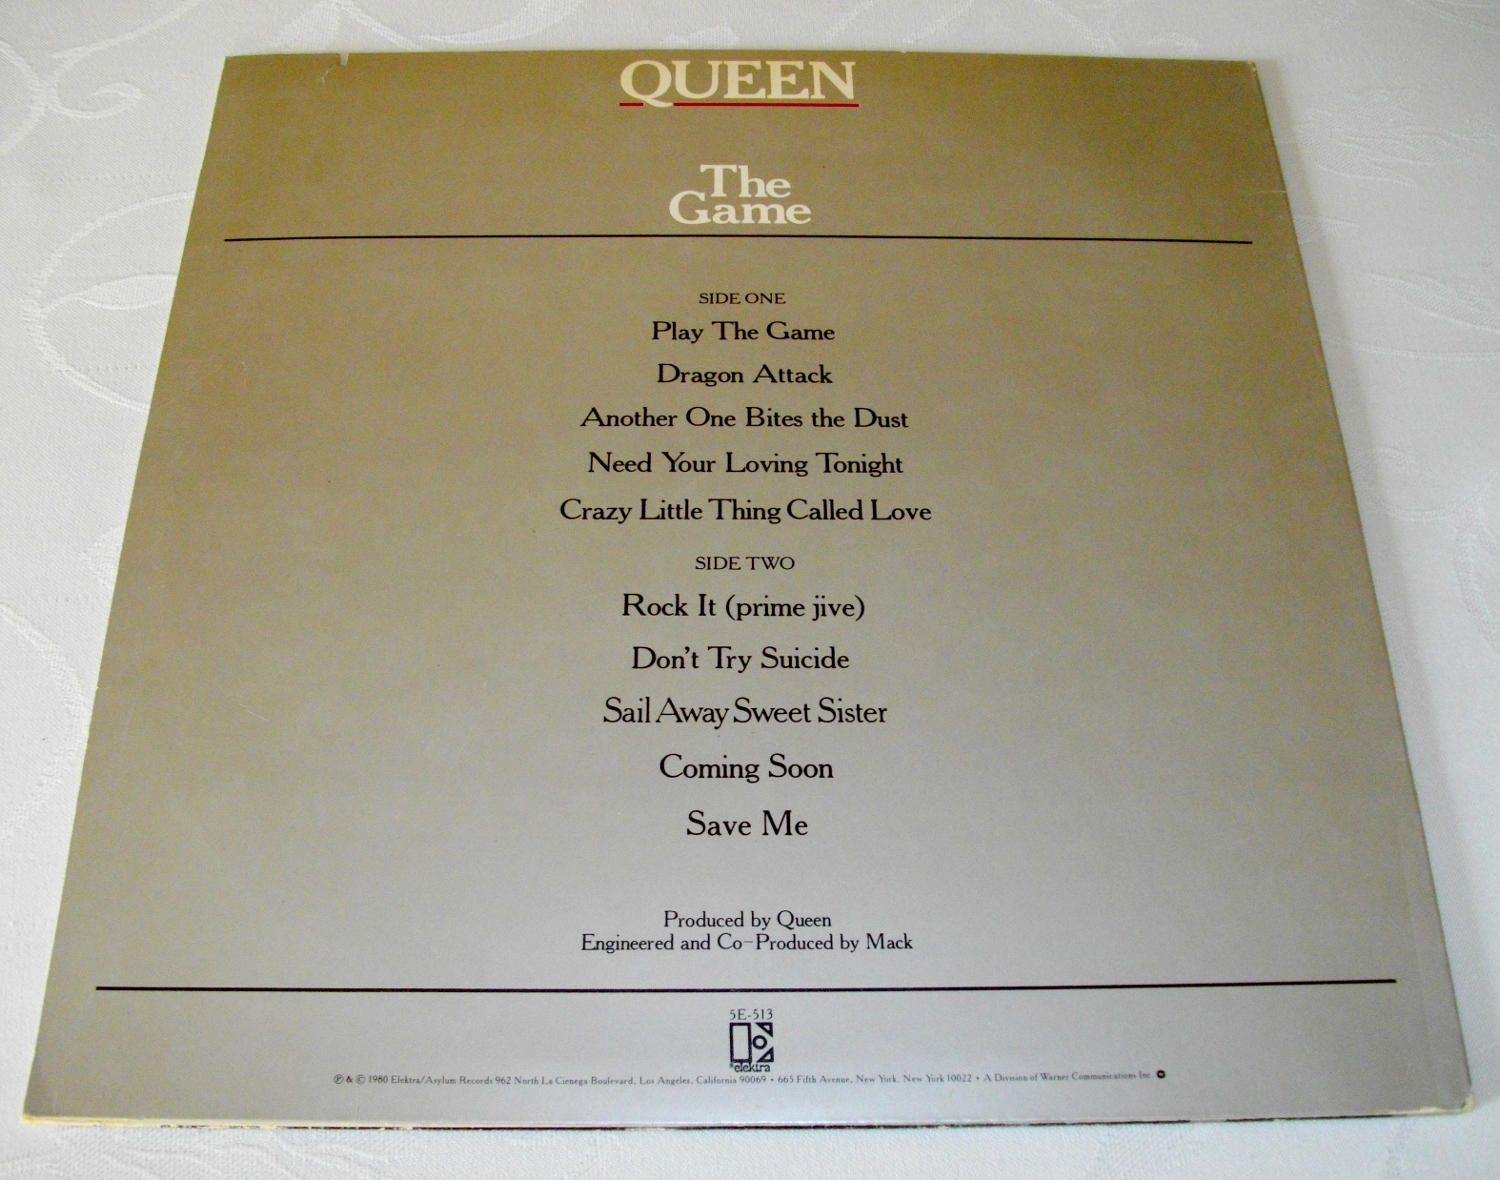 QUEEN
The
Game
SIDE ONE
Play The Game
Dragon Attack
Another One Bites the Dust
Need Your Loving Tonight
Crazy Little Thing Called Love
SIDE TWO
Rock It (prime jive)
Don't Try Suicide
Sail Away Sweet Sister
Coming Soon
Save Me
Produced by Queen
Engineered and Co-Produced by Mack
5E-513
elektra
℗ & © 1980 Elektra/Asylum Records 962 North La Cienega Boulevard, Los Angeles, California 90069 • 665 Fifth Avenue, New York, New York 10022 • A Division of Warner Communications Inc.